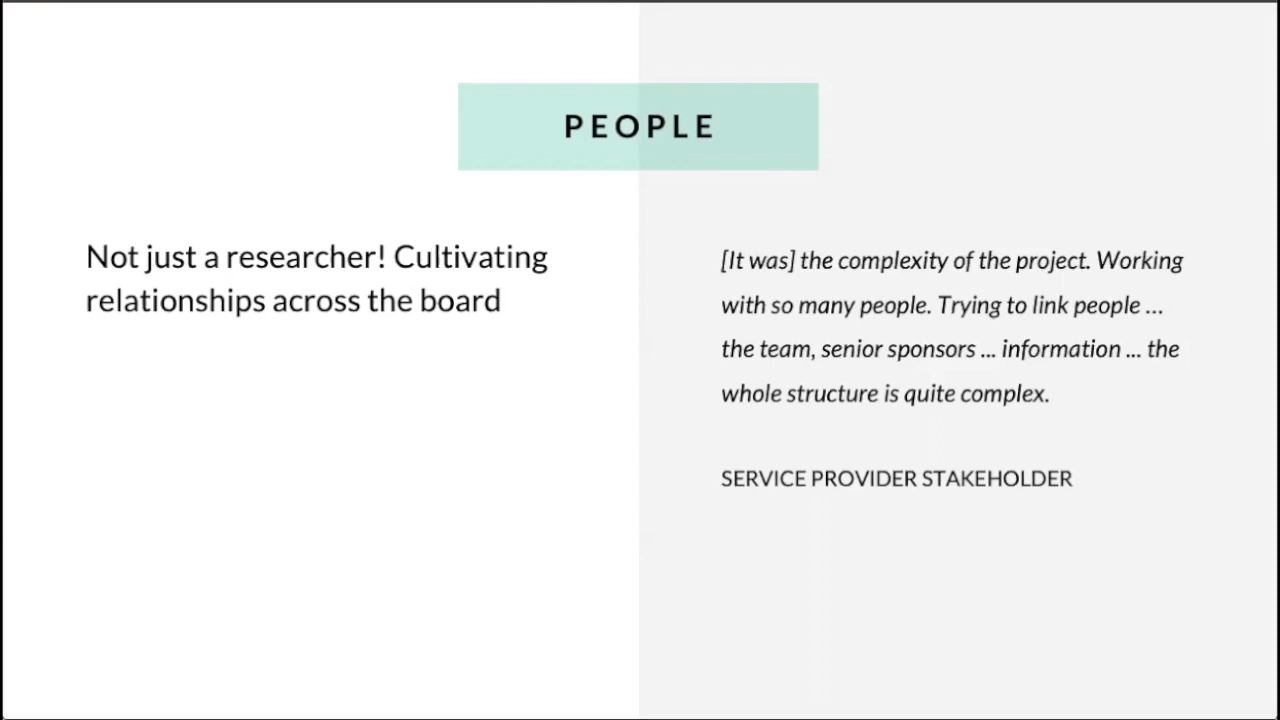 PEOPLE
Not just a researcher! Cultivating
relationships across the board
[It was] the complexity of the project. Working
with so many people. Trying to link people ...
the team, senior sponsors ... information ... the
whole structure is quite complex.
SERVICE PROVIDER STAKEHOLDER